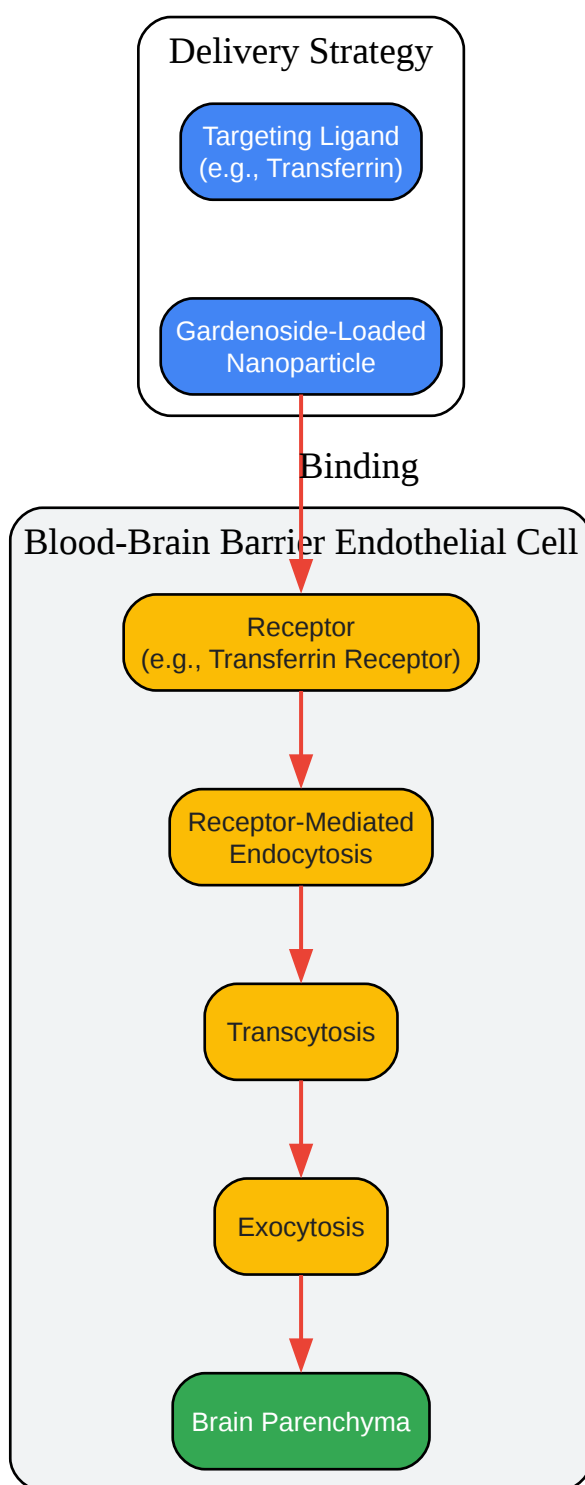 Delivery Strategy
Targeting Ligand
(e.g., Transferrin)
Gardenoside-Loaded
Nanoparticle
Binding
Blood-Brain Barrier Endothelial Cell
Receptor
(e.g., Transferrin Receptor)
Receptor-Mediated
Endocytosis
Transcytosis
Exocytosis
Brain Parenchyma